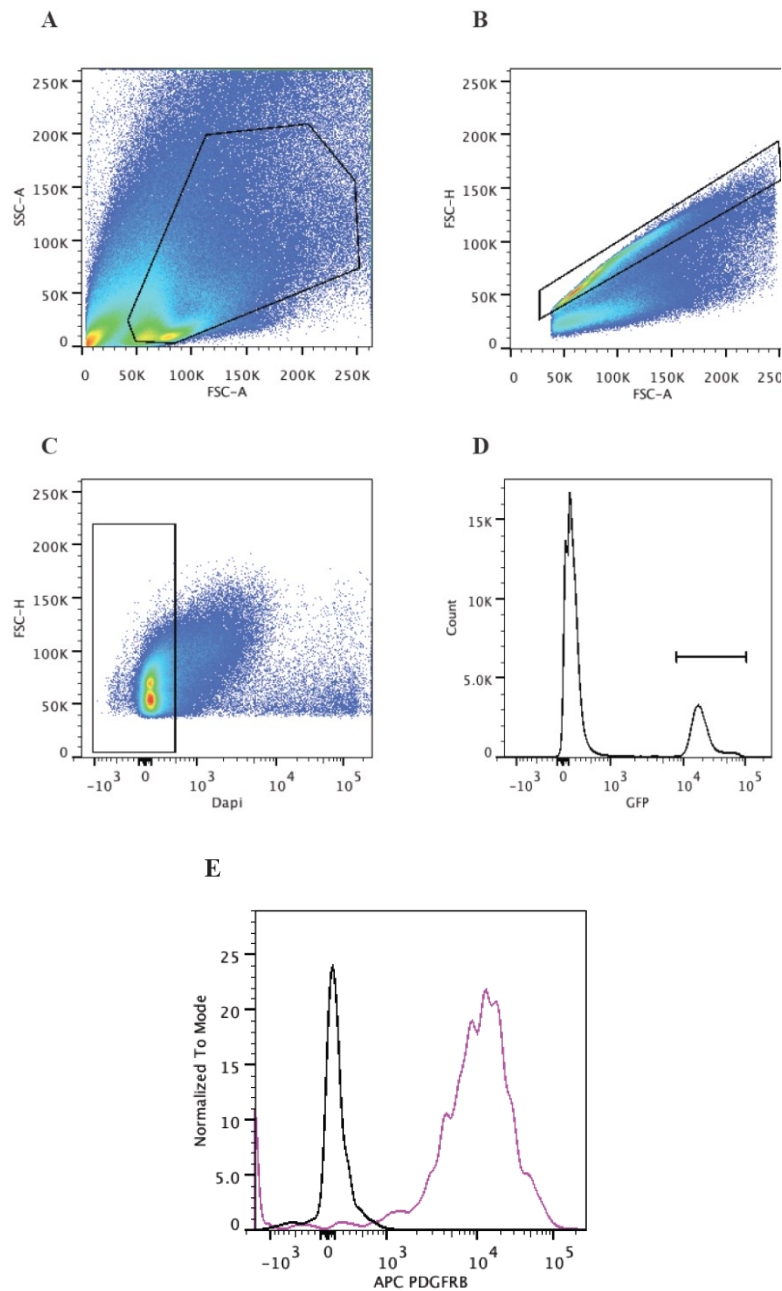 A
250K
200K
150K
100K
50K
0
SSC-A
0 50K 100K 150K 200K 250K
FSC-A
B
250K
200K
150K
100K
50K
0
FSC-H
0 50K 100K 150K 200K 250K
FSC-A
C
250K
200K
150K
100K
50K
0
FSC-H
-10³ 0 10³ 10⁴ 10⁵
Dapi
D
15K
10K
5.0K
0
Count
-10³ 0 10³ 10⁴ 10⁵
GFP
E
25
20
15
10
5.0
0
Normalized To Mode
-10³ 0 10³ 10⁴ 10⁵
APC PDGFRB